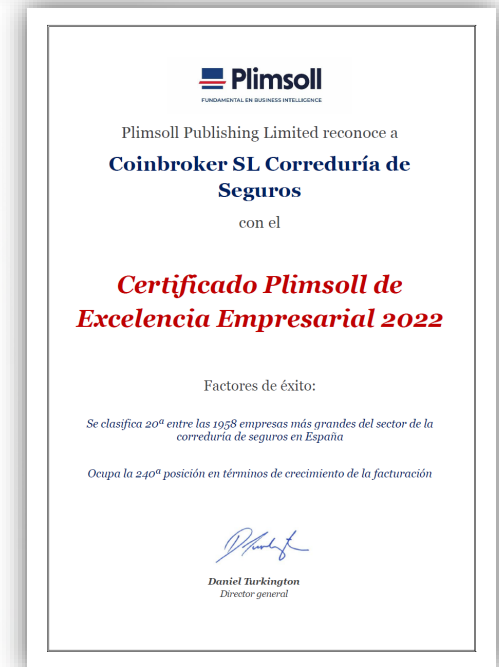 Plimsoll
FUNDAMENTAL EN BUSINESS INTELLIGENCE
Plimsoll Publishing Limited reconoce a
Coinbroker SL Correduría de
Seguros
con el
Certificado Plimsoll de
Excelencia Empresarial 2022
Factores de éxito:
Se clasifica 20ª entre las 1958 empresas más grandes del sector de la
correduría de seguros en España
Ocupa la 240ª posición en términos de crecimiento de la facturación
Daniel Turkington
Director general